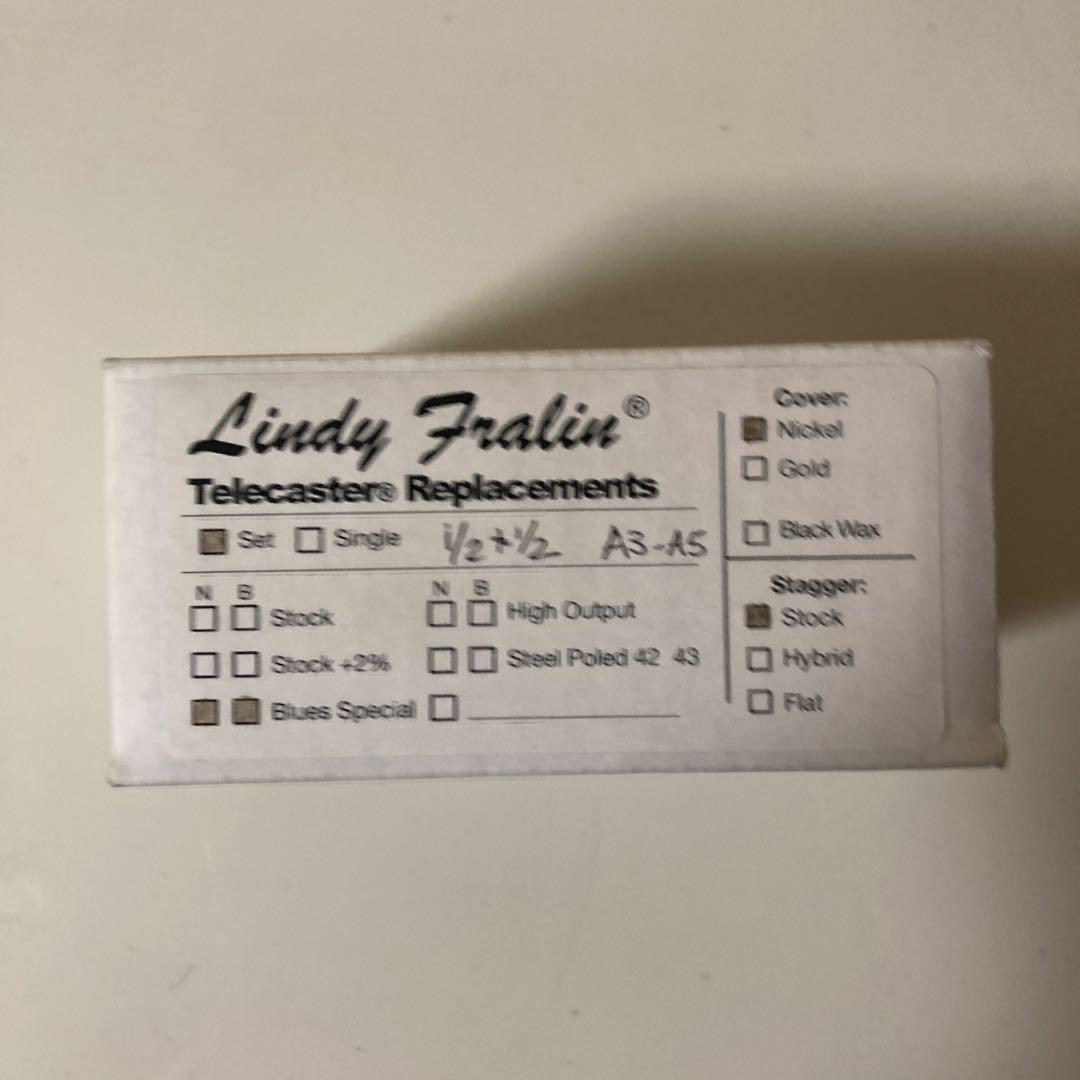 Lindy Fralin®
Telecaster® Replacements
Set Single 1/2 + 1/2 A3-A5
N B
Stock
Stock +2%
Blues Special
N B
High Output
Steel Poled 42 43
Cover:
Nickel
Gold
Black Wax
Stagger:
Stock
Hybrid
Flat